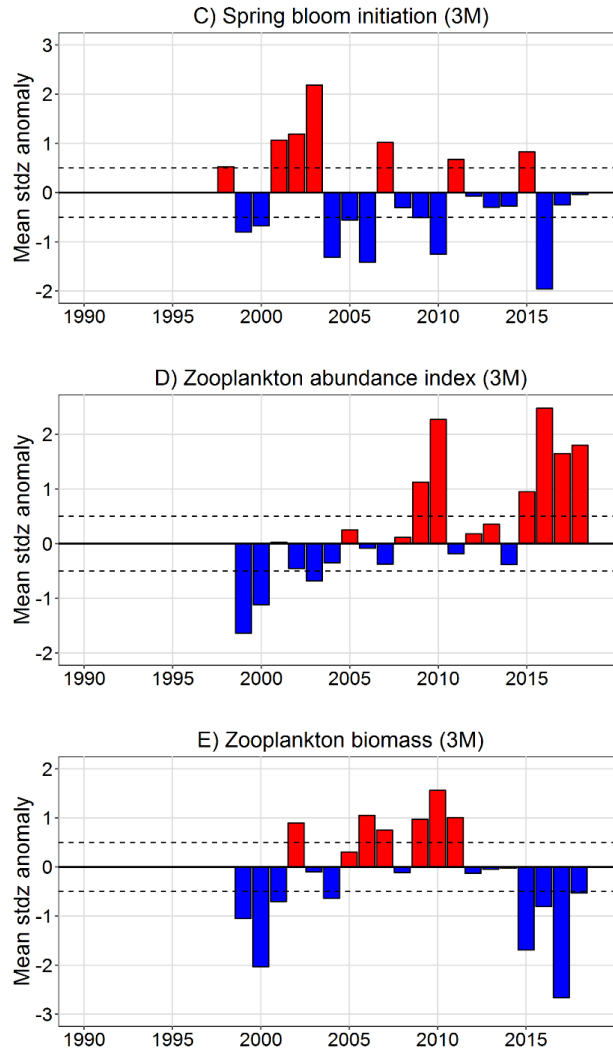 C) Spring bloom initiation (3M)
Mean stdz anomaly
3
2
1
0
-1
-2
1990 1995 2000 2005 2010 2015
D) Zooplankton abundance index (3M)
Mean stdz anomaly
2
1
0
-1
-2
1990 1995 2000 2005 2010 2015
E) Zooplankton biomass (3M)
Mean stdz anomaly
2
1
0
-1
-2
-3
1990 1995 2000 2005 2010 2015